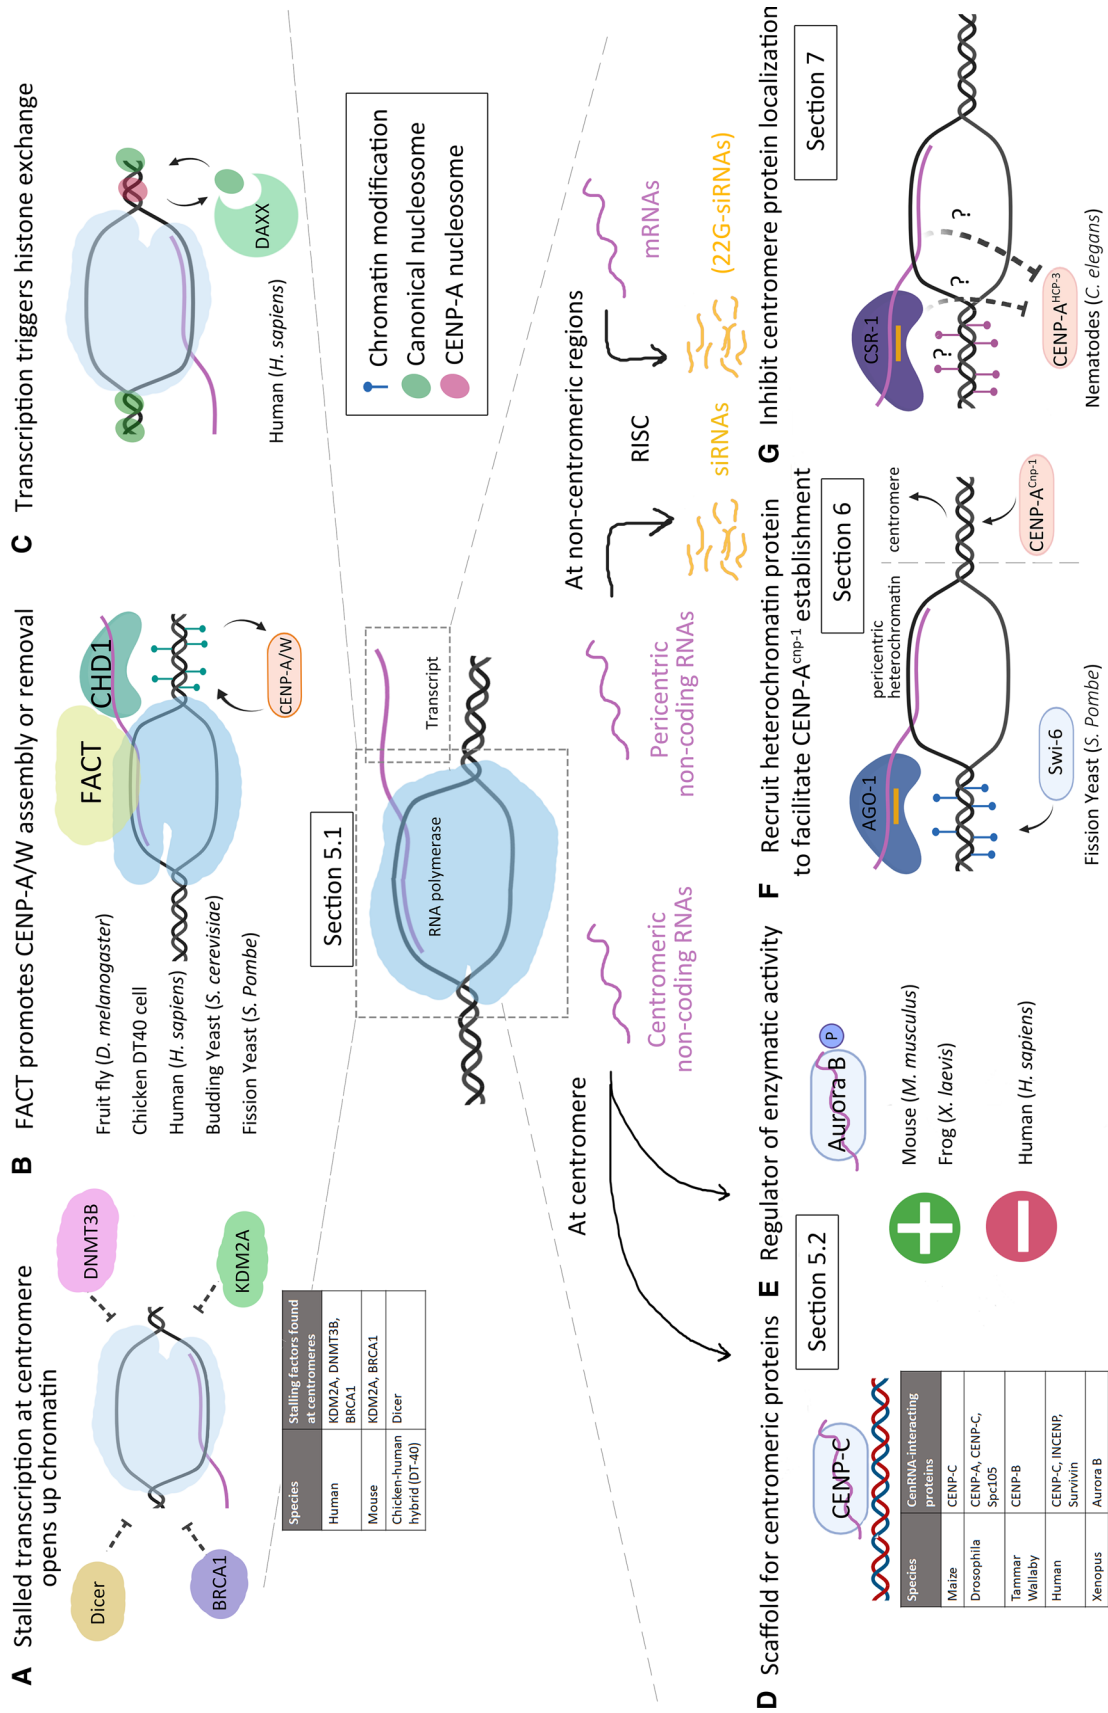 A Stalled transcription at centromere
opens up chromatin
Dicer
DNMT3B
BRCA1
KDM2A
Species
Stalling factors found
at centromeres
Human
KDM2A, DNMT3B,
BRCA1
Mouse
KDM2A, BRCA1
Chicken-human
hybrid (DT-40)
Dicer
B FACT promotes CENP-A/W assembly or removal
FACT
CHD1
CENP-A/W
Fruit fly (D. melanogaster)
Chicken DT40 cell
Human (H. sapiens)
Budding Yeast (S. cerevisiae)
Fission Yeast (S. Pombe)
C Transcription triggers histone exchange
DAXX
Human (H. sapiens)
Section 5.1
RNA polymerase
Transcript
Chromatin modification
Canonical nucleosome
CENP-A nucleosome
At centromere
Centromeric
non-coding RNAs
Pericentric
non-coding RNAs
At non-centromeric regions
RISC
mRNAs
siRNAs
(22G-siRNAs)
D Scaffold for centromeric proteins
Section 5.2
CENP-C
Species
CenRNA-interacting
proteins
Maize
CENP-C
Drosophila
CENP-A, CENP-C,
Spc105
Tammar
Wallaby
CENP-B
Human
CENP-C, INCENP,
Survivin
Xenopus
Aurora B
E Regulator of enzymatic activity
Aurora B
P
Mouse (M. musculus)
Frog (X. laevis)
Human (H. sapiens)
F Recruit heterochromatin protein
to facilitate CENP-Acnp-1 establishment
Section 6
pericentric
heterochromatin
centromere
AGO-1
Swi-6
CENP-ACnp-1
Fission Yeast (S. Pombe)
G Inhibit centromere protein localization
Section 7
CSR-1
?
?
?
CENP-AHCP-3
Nematodes (C. elegans)